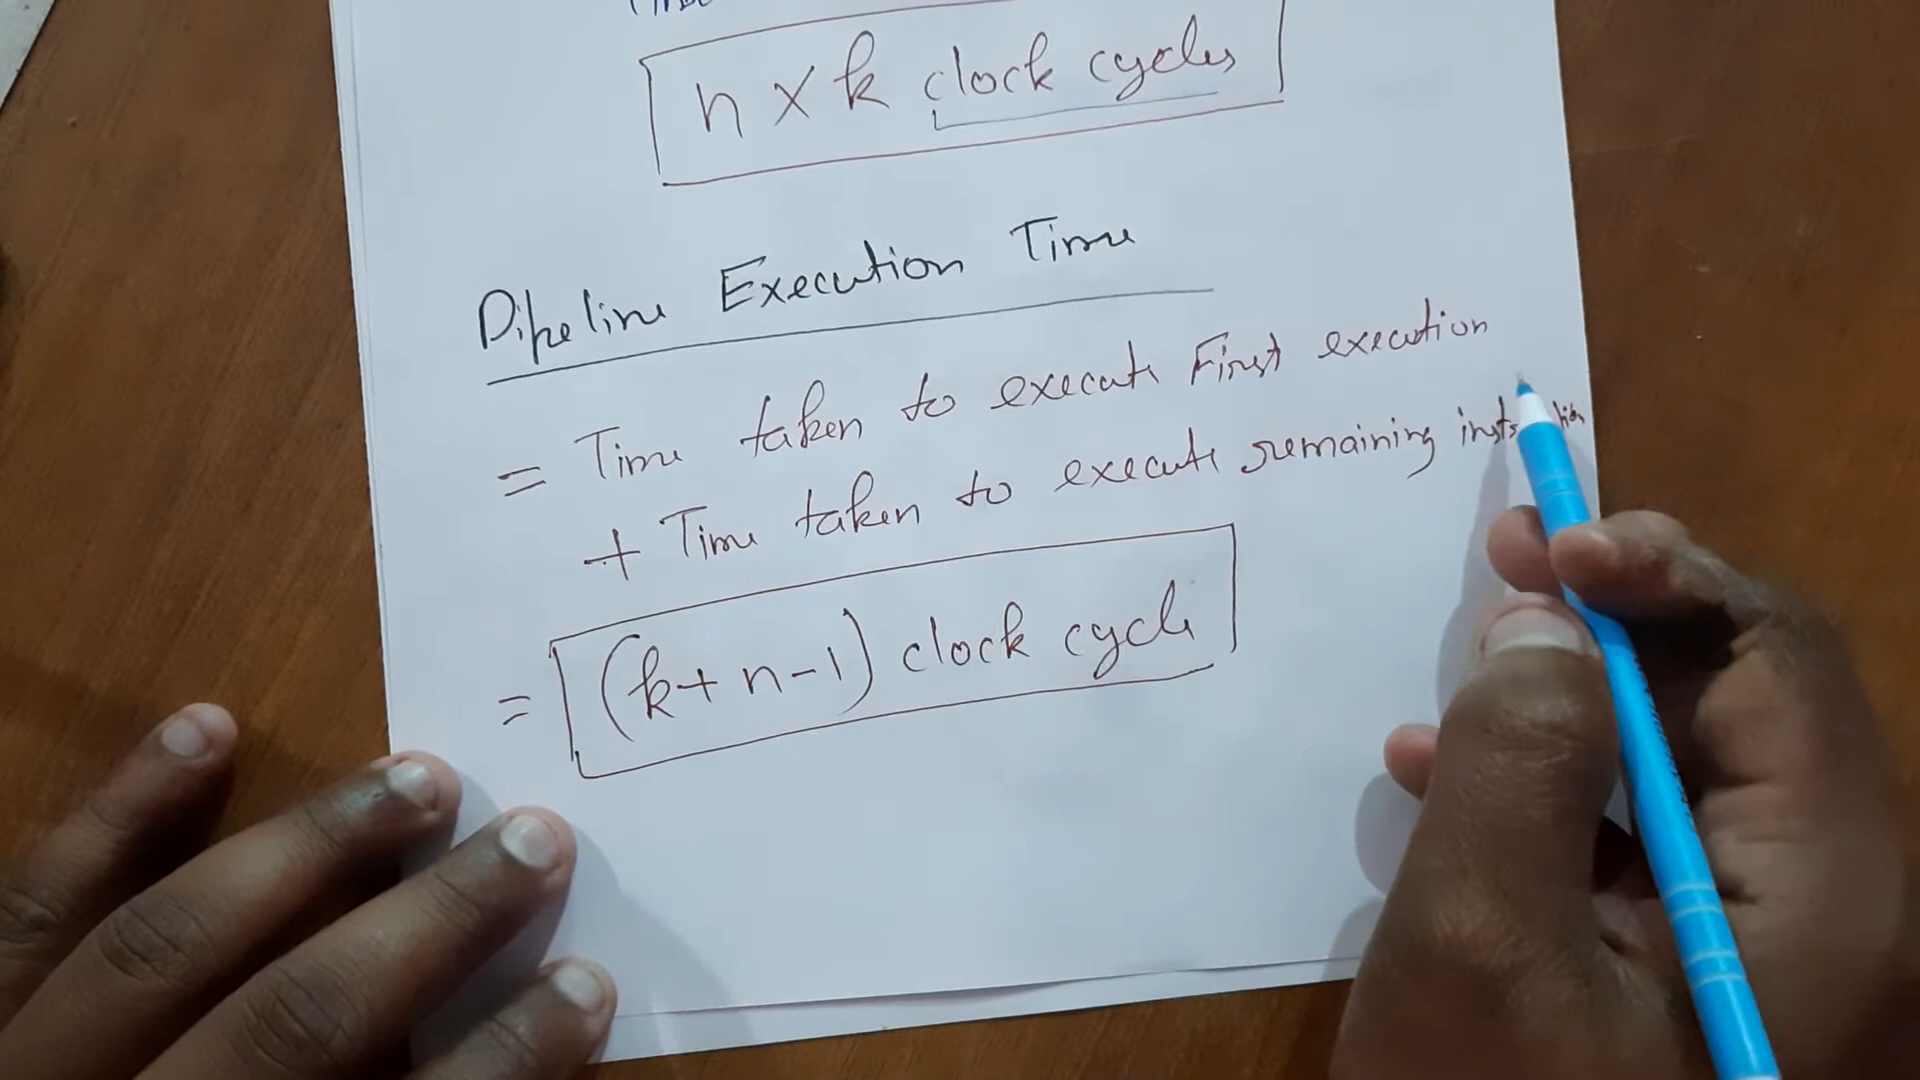 n × k clock cycles
Pipeline Execution Time
= Time taken to execute First execution
+ Time taken to execute remaining
= (k+n-1) clock cycle